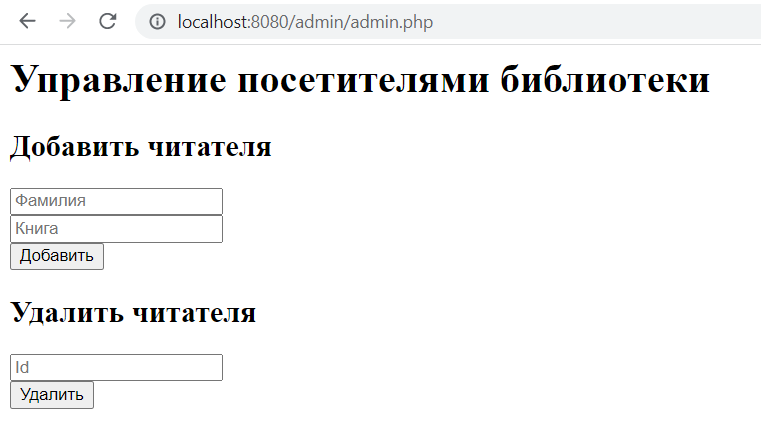 localhost:8080/admin/admin.php
Управление посетителями библиотеки
Добавить читателя
Фамилия
Книга
Добавить
Удалить читателя
Id
Удалить